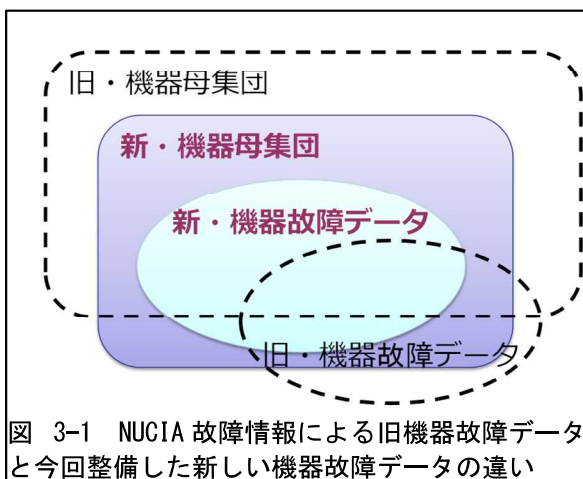 旧・機器母集団
新・機器母集団
新・機器故障データ
旧・機器故障データ
図 3-1 NUCIA 故障情報による旧機器故障データ
と今回整備した新しい機器故障データの違い